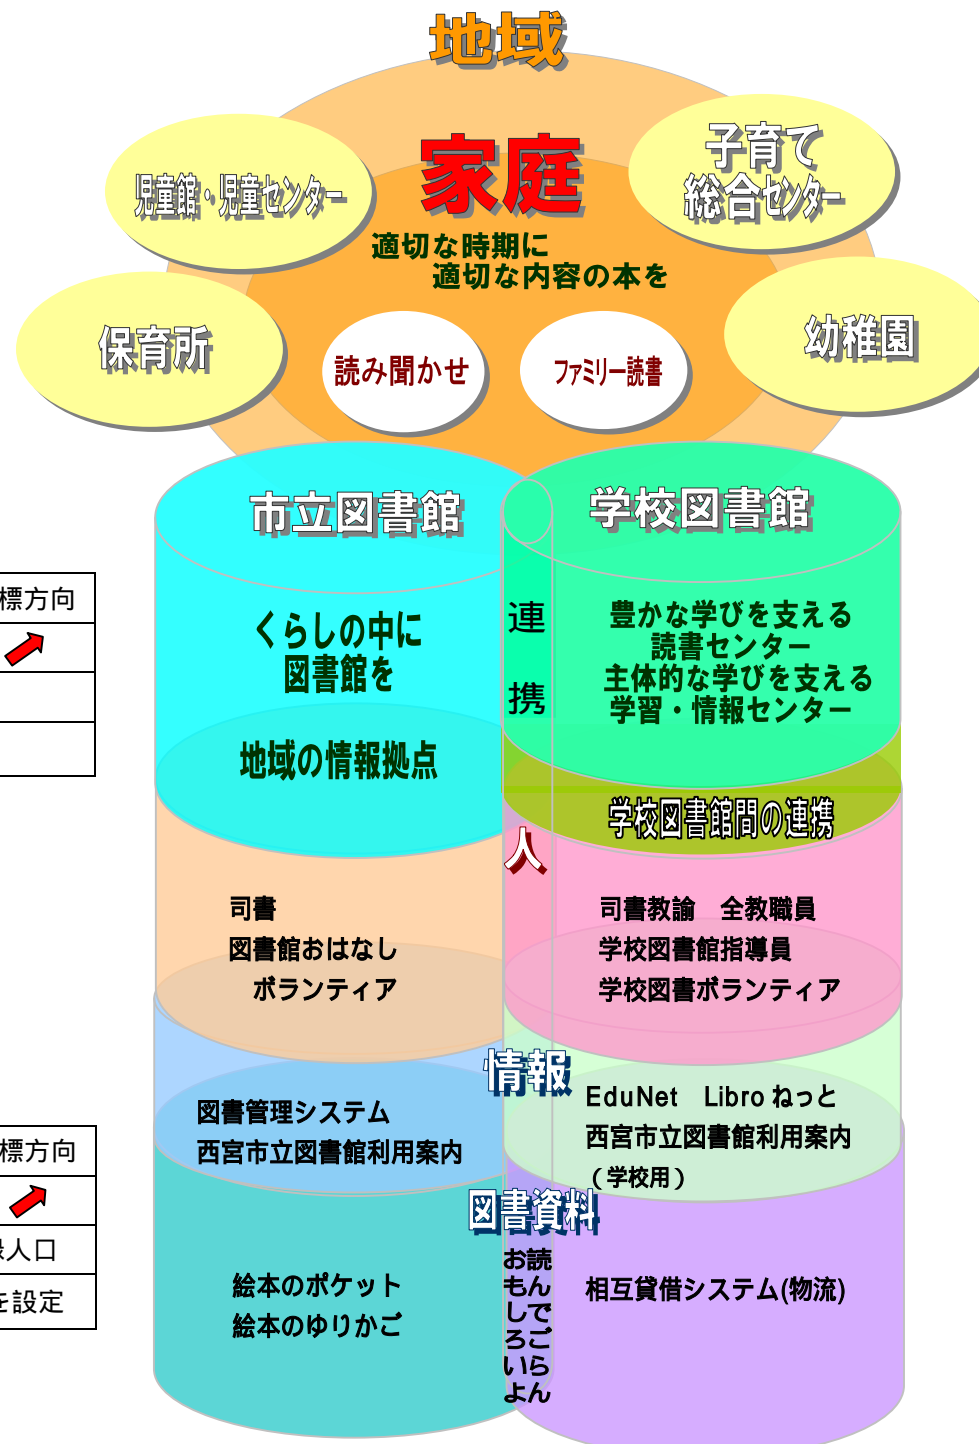 地域
家庭
児童館・児童センター
子育て
総合センター
適切な時期に
適切な内容の本を
保育所
幼稚園
読み聞かせ
ファミリー読書
市立図書館
学校図書館
標方向
くらしの中に
図書館を
地域の情報拠点
連
携
豊かな学びを支える
読書センター
主体的な学びを支える
学習・情報センター
学校図書館間の連携
人
司書
図書館おはなし
ボランティア
司書教諭　全教職員
学校図書館指導員
学校図書ボランティア
情報
図書管理システム
西宮市立図書館利用案内
EduNet　Libro ねっと
西宮市立図書館利用案内
（学校用）
標方向
人口
を設定
図書資料
読んでごらん
おもしろいよ
絵本のポケット
絵本のゆりかご
相互貸借システム(物流)